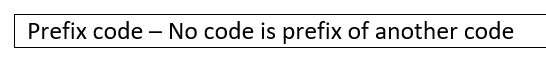 Prefix code – No code is prefix of another code